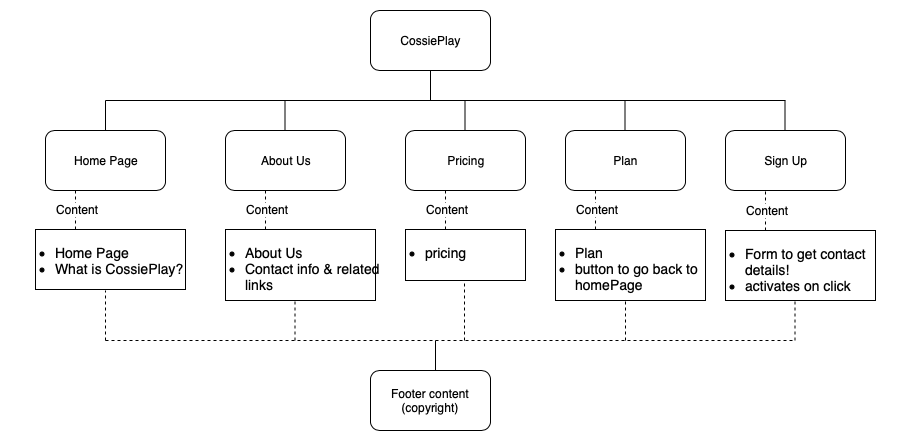 CossiePlay
Home Page
About Us
Pricing
Plan
Sign Up
Content
Content
Content
Content
Content
• Home Page
• What is CossiePlay?
• About Us
• Contact info & related
links
• pricing
• Plan
• button to go back to
homePage
• Form to get contact
details!
• activates on click
Footer content
(copyright)